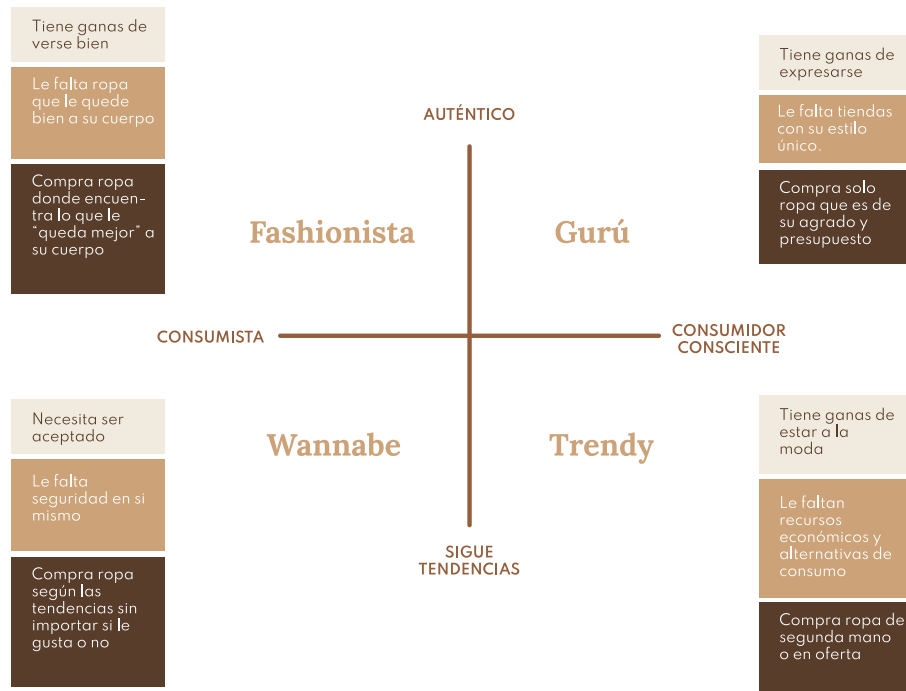 Tiene ganas de
verse bien
Le falta ropa
que le quede
bien a su cuerpo
Compra ropa
donde encuen-
tra lo que le
“queda mejor” a
su cuerpo
Tiene ganas de
expresarse
Le falta tiendas
con su estilo
único.
Compra solo
ropa que es de
su agrado y
presupuesto
AUTÉNTICO
Fashionista
Gurú
CONSUMISTA
CONSUMIDOR
CONSCIENTE
Wannabe
Trendy
SIGUE
TENDENCIAS
Necesita ser
aceptado
Le falta
seguridad en si
mismo
Compra ropa
según las
tendencias sin
importar si le
gusta o no
Tiene ganas de
estar a la
moda
Le faltan
recursos
económicos y
alternativas de
consumo
Compra ropa de
segunda mano
o en oferta